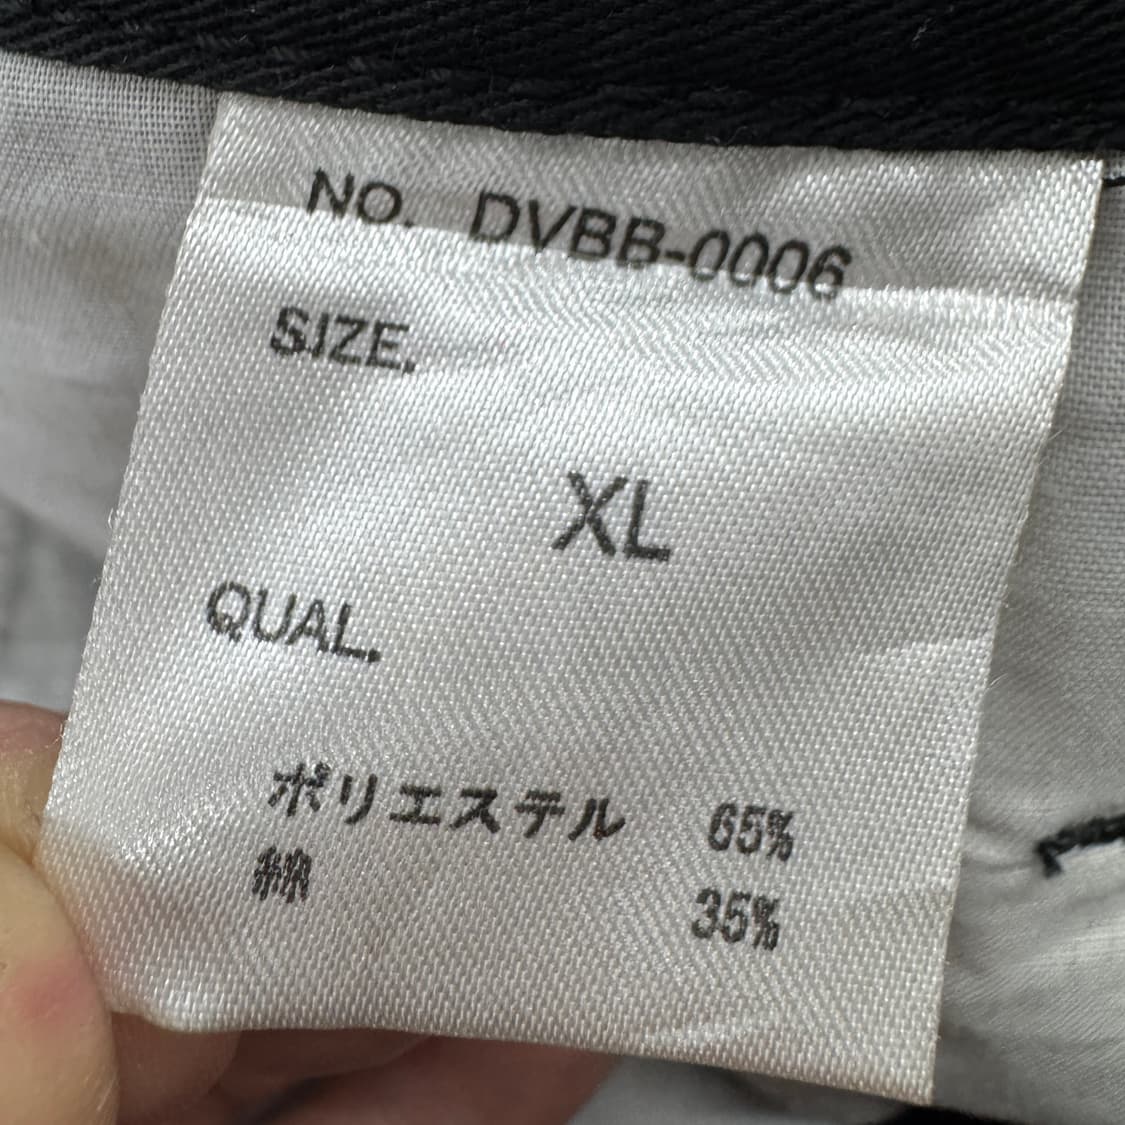 NO. DVBB-0006
SIZE.
XL
QUAL.
ポリエステル 65%
綿 35%